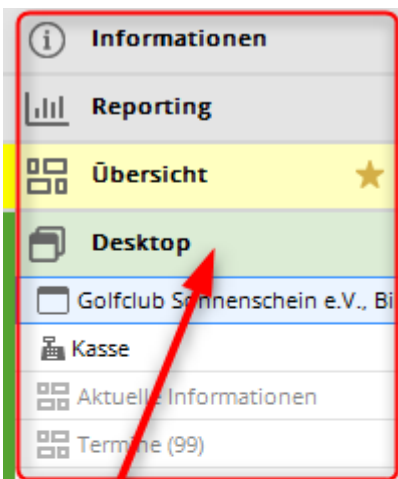 Informationen
Reporting
Übersicht
Desktop
Golfclub Sonnenschein e.V., Bi
Kasse
Aktuelle Informationen
Termine (99)